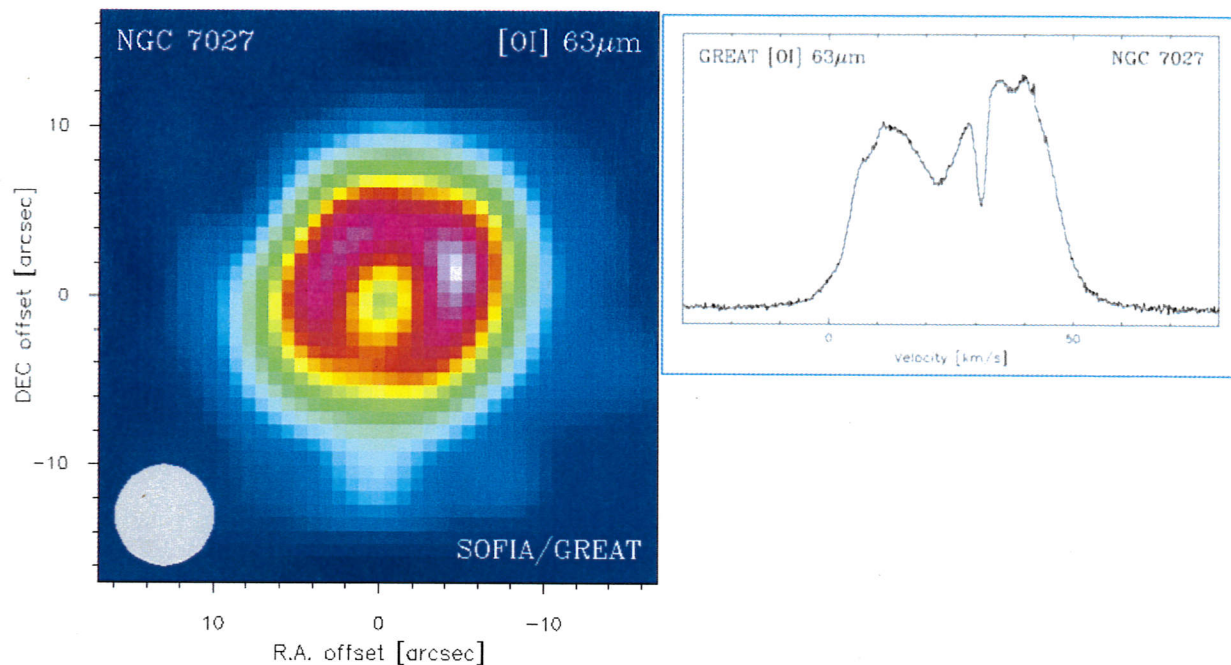 NGC 7027
[OI] 63μm
10
0
-10
DEC offset [arcsec]
SOFIA/GREAT
10
0
-10
R.A. offset [arcsec]
GREAT [OI] 63μm
NGC 7027
0
50
Velocity [km/s]